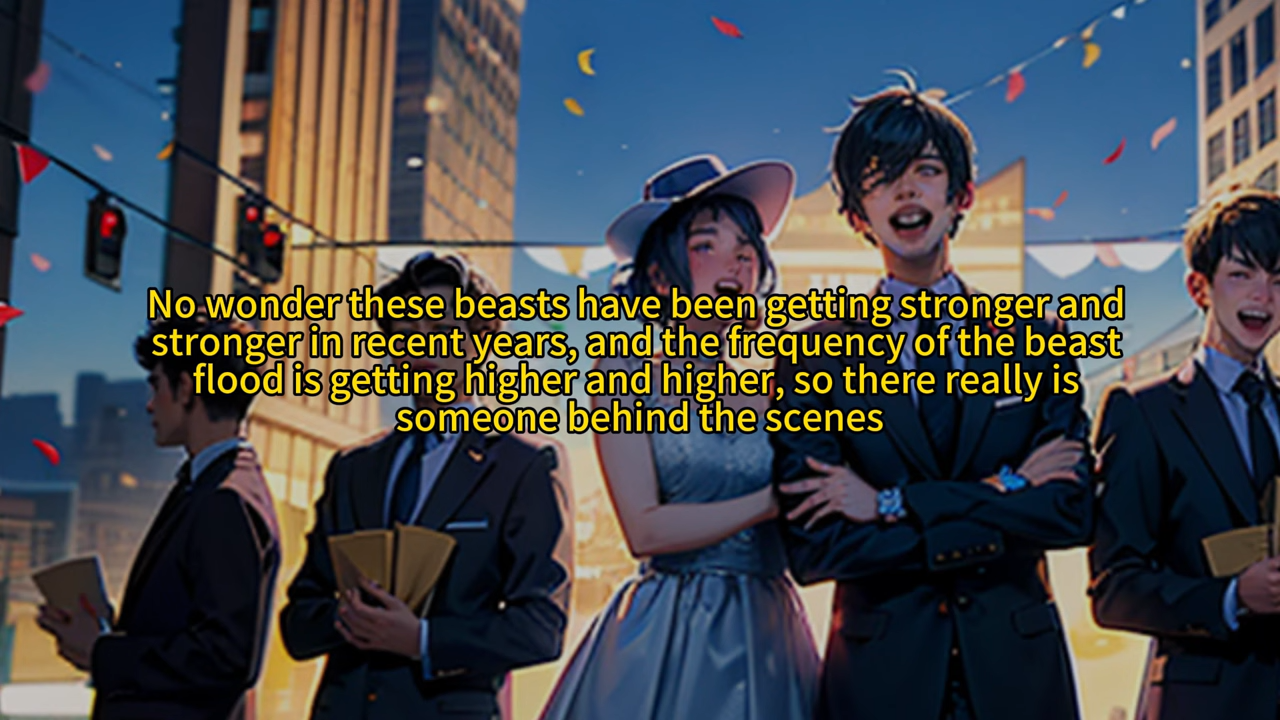 No wonder these beasts have been getting stronger and
stronger in recent years, and the frequency of the beast
flood is getting higher and higher, so there really is
someone behind the scenes